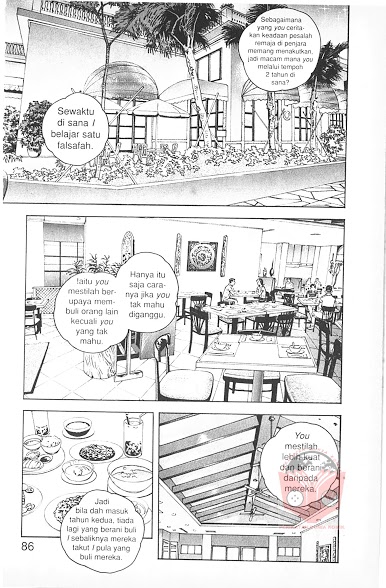 Sebagaimana
yang you cerita-
kan keadaan pesalah
remaja di penjara
memang menakutkan,
jadi macam mana you
melalui tempoh
2 tahun di
sana?
Sewaktu
di sana I
belajar satu
falsafah.
Hanya itu
saja cara-
nya jika you
tak mahu
diganggu.
Iaitu you
mestilah ber-
upaya mem-
buli orang lain
kecuali you
yang tak
mahu.
You
mestilah
lebih kuat
dan berani
daripada
mereka.
Jadi
bila dah masuk
tahun kedua, tiada
lagi yang berani buli
I sebaliknya mereka
takut I pula yang
buli mereka.
86